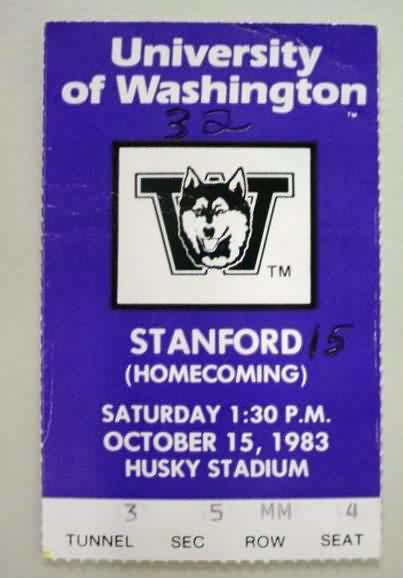 University
of Washington
TM
32
W
TM
STANFORD 15
(HOMECOMING)
SATURDAY 1:30 P.M.
OCTOBER 15, 1983
HUSKY STADIUM
3 5 MM 4
TUNNEL SEC ROW SEAT